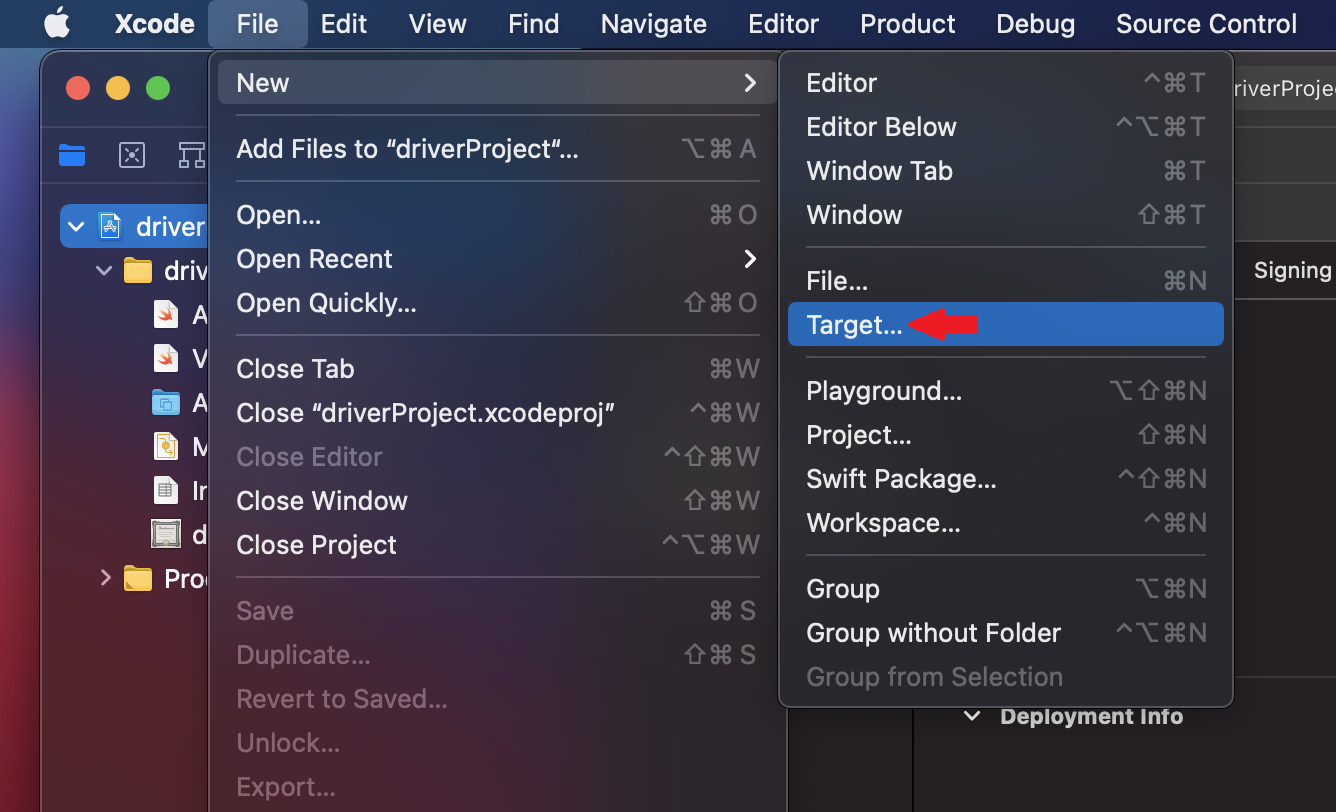 Xcode File Edit View Find Navigate Editor Product Debug Source Control
New
Add Files to “driverProject“... ⌥⌘A
Open... ⌘O
Open Recent
Open Quickly... ⇧⌘O
Close Tab ⌘W
Close “driverProject.xcodeproj” ^⌘W
Close Editor ^⇧⌘W
Close Window ⇧⌘W
Close Project ^⌥⌘W
Save ⌘S
Duplicate... ⇧⌘S
Revert to Saved...
Unlock...
Export...
Editor ^⌘T
Editor Below ^⌥⌘T
Window Tab ⌘T
Window ⇧⌘T
File... ⌘N
Target...
Playground... ⌥⇧⌘N
Project... ⇧⌘N
Swift Package... ^⇧⌘N
Workspace... ^⌘N
Group ⌥⌘N
Group without Folder ^⌥⌘N
Group from Selection
driver
driv
A
V
A
M
In
d
Proc
riverProje
Signing
Deployment Info